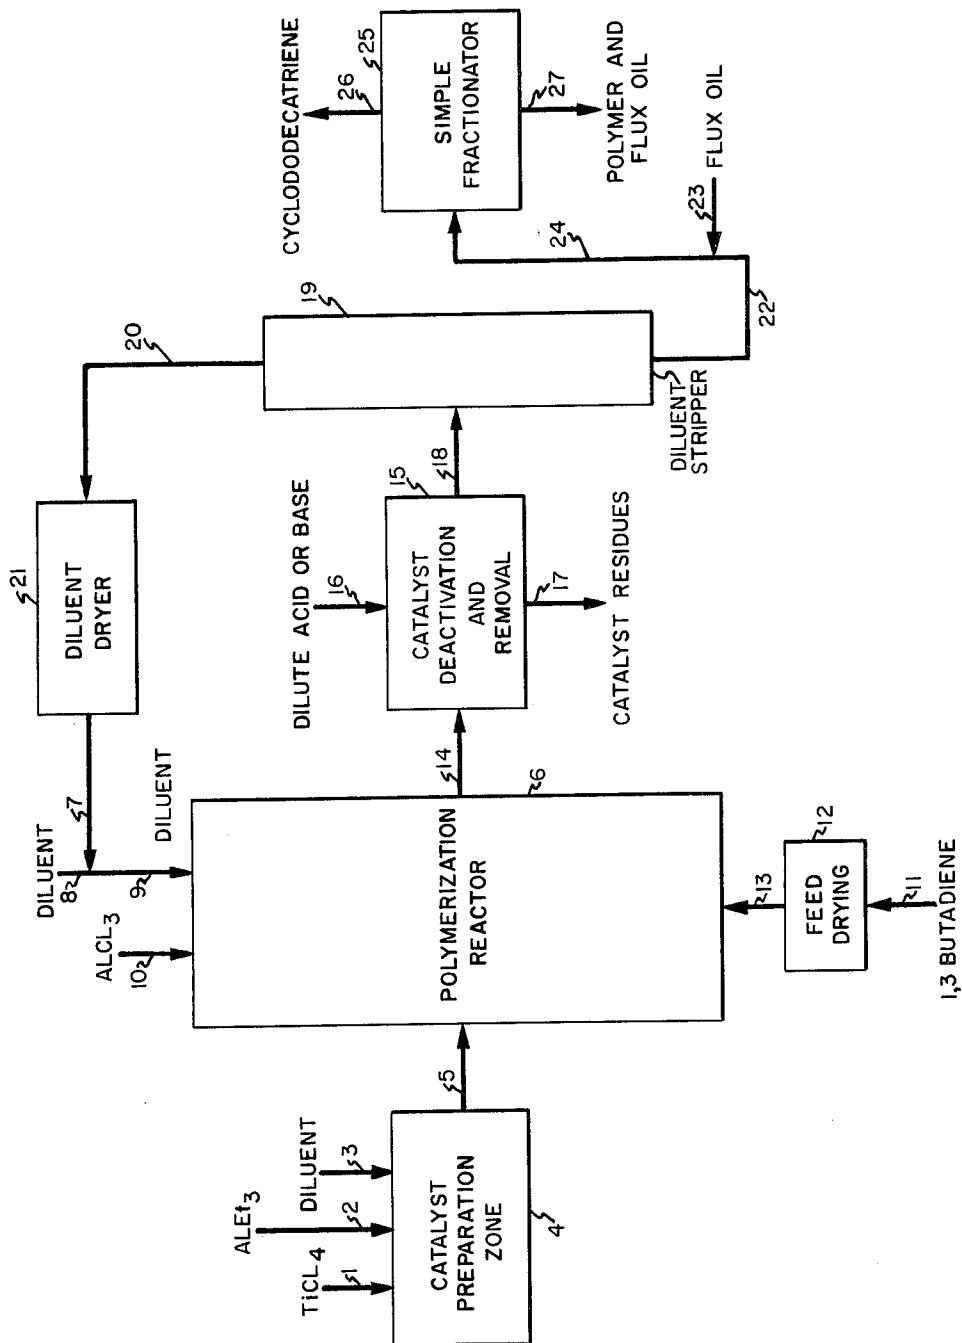 TiCL4
1
ALEt3
2
DILUENT
3
CATALYST
PREPARATION
ZONE
4
5
ALCL3
10
DILUENT
8
7
9
DILUENT
POLYMERIZATION
REACTOR
6
1,3 BUTADIENE
11
FEED
DRYING
12
13
14
DILUTE ACID OR BASE
16
CATALYST
DEACTIVATION
AND
REMOVAL
15
17
CATALYST RESIDUES
18
19
DILUENT
STRIPPER
20
DILUENT
DRYER
21
22
23
FLUX OIL
24
SIMPLE
FRACTIONATOR
25
26
CYCLODODECATRIENE
27
POLYMER AND
FLUX OIL